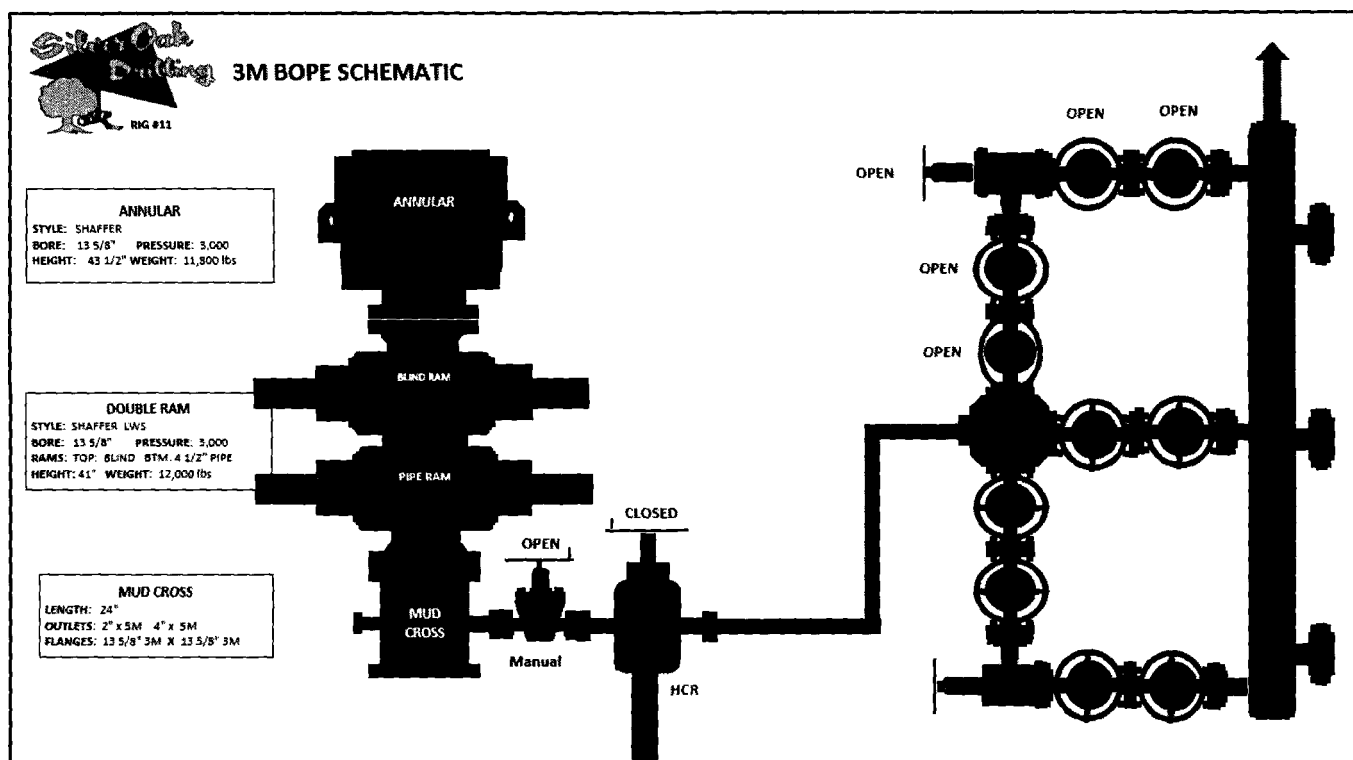 Silver Oak
Drilling
RIG #11
3M BOPE SCHEMATIC
ANNULAR
STYLE: SHAFFER
BORE: 13 5/8" PRESSURE: 3,000
HEIGHT: 43 1/2" WEIGHT: 11,800 lbs
DOUBLE RAM
STYLE: SHAFFER LWS
BORE: 13 5/8" PRESSURE: 3,000
RAMS: TOP: BLIND BTM. 4 1/2" PIPE
HEIGHT: 41" WEIGHT: 12,000 lbs
MUD CROSS
LENGTH: 24"
OUTLETS: 2" x 5M 4" x 5M
FLANGES: 13 5/8" 3M X 13 5/8" 3M
ANNULAR
BLIND RAM
PIPE RAM
MUD
CROSS
OPEN
Manual
CLOSED
HCR
OPEN
OPEN
OPEN
OPEN
OPEN